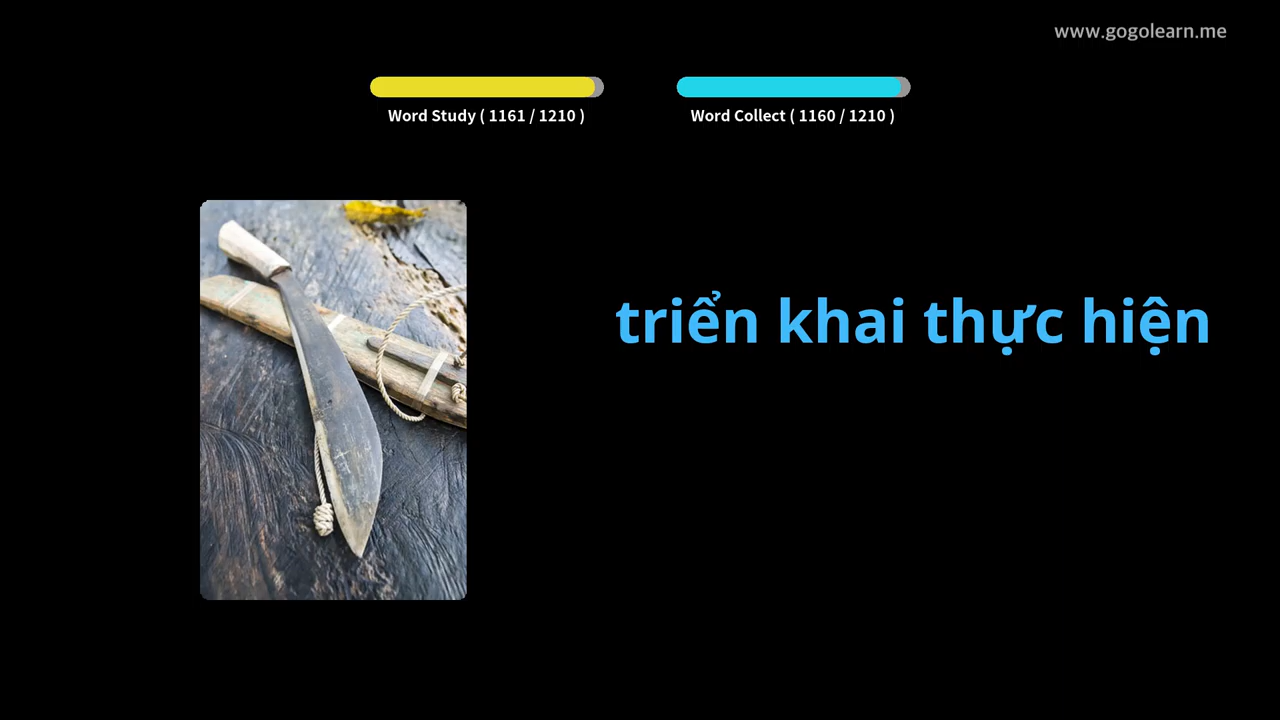 www.gogolearn.me
Word Study ( 1161 / 1210 )
Word Collect ( 1160 / 1210 )
triển khai thực hiện